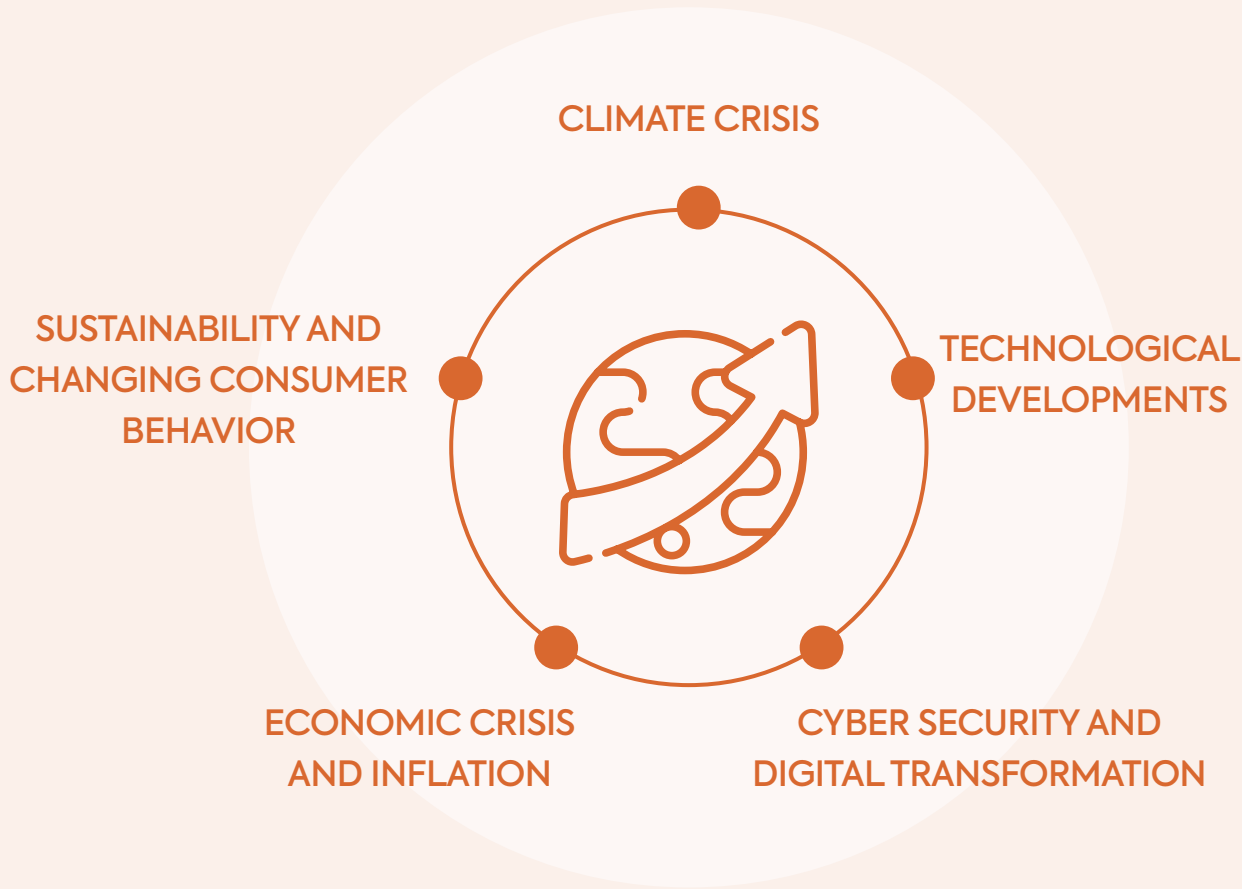 CLIMATE CRISIS
SUSTAINABILITY AND
CHANGING CONSUMER
BEHAVIOR
TECHNOLOGICAL
DEVELOPMENTS
ECONOMIC CRISIS
AND INFLATION
CYBER SECURITY AND
DIGITAL TRANSFORMATION